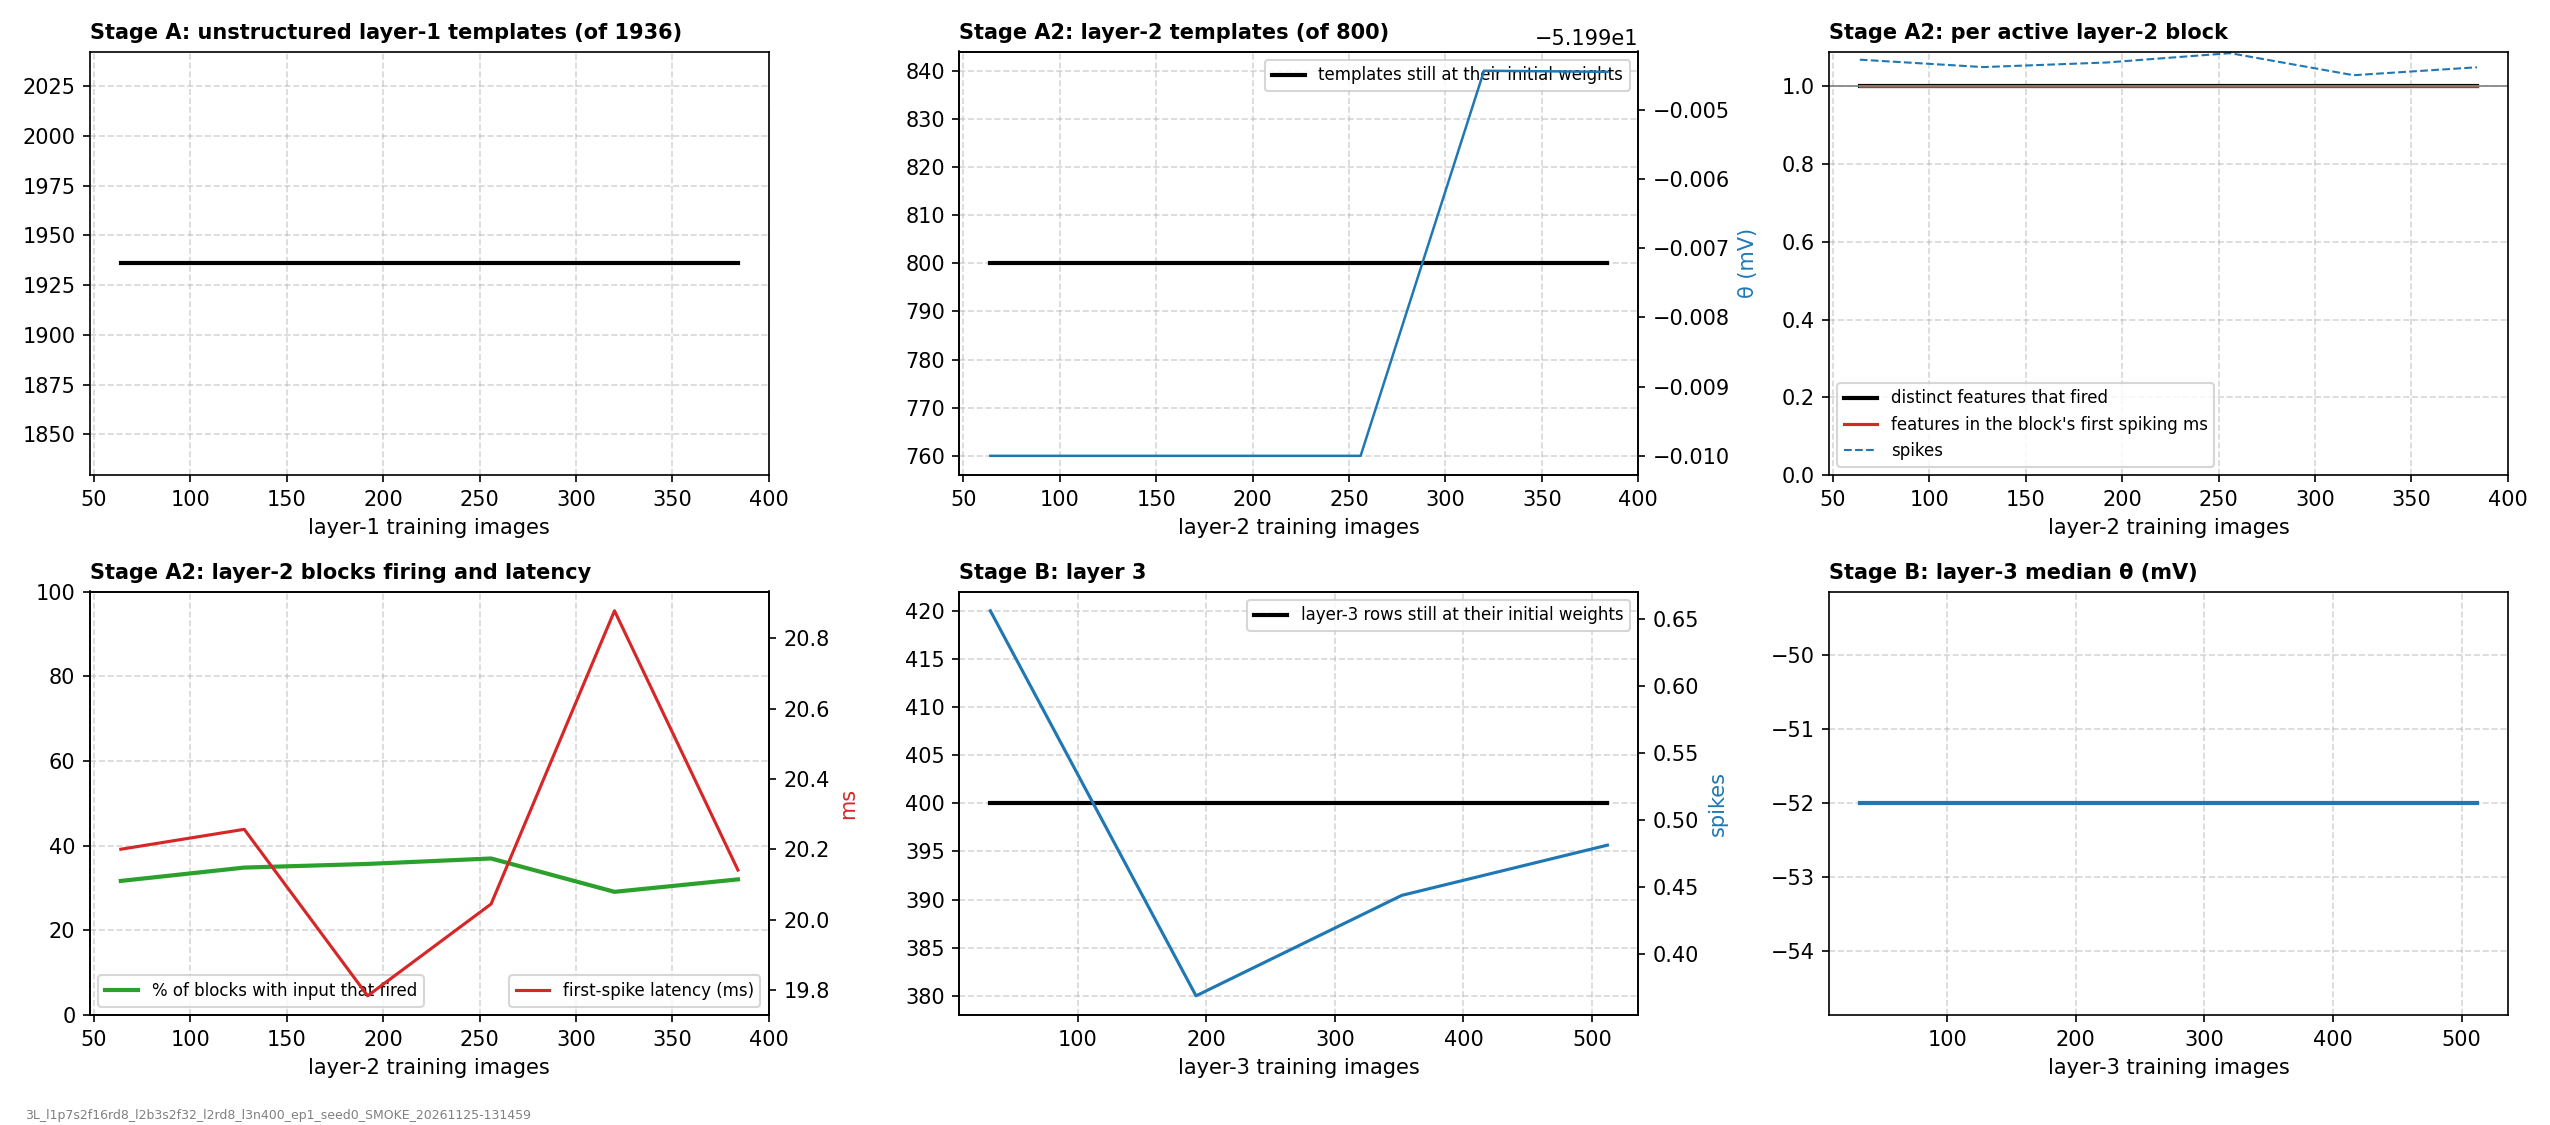 Stage A: unstructured layer-1 templates (of 1936)
2025
2000
1975
1950
1925
1900
1875
1850
50 100 150 200 250 300 350 400
layer-1 training images
Stage A2: layer-2 templates (of 800)
−5.199e1
templates still at their initial weights
840
830
820
810
800
790
780
770
760
−0.005
−0.006
−0.007
−0.008
−0.009
−0.010
θ (mV)
50 100 150 200 250 300 350 400
layer-2 training images
Stage A2: per active layer-2 block
1.0
0.8
0.6
0.4
0.2
0.0
distinct features that fired
features in the block's first spiking ms
spikes
50 100 150 200 250 300 350 400
layer-2 training images
Stage A2: layer-2 blocks firing and latency
100
80
60
40
20
0
20.8
20.6
20.4
20.2
20.0
19.8
ms
% of blocks with input that fired
first-spike latency (ms)
50 100 150 200 250 300 350 400
layer-2 training images
Stage B: layer 3
layer-3 rows still at their initial weights
420
415
410
405
400
395
390
385
380
0.65
0.60
0.55
0.50
0.45
0.40
spikes
100 200 300 400 500
layer-3 training images
Stage B: layer-3 median θ (mV)
−50
−51
−52
−53
−54
100 200 300 400 500
layer-3 training images
3L_l1p7s2f16rd8_l2b3s2f32_l2rd8_l3n400_ep1_seed0_SMOKE_20261125-131459